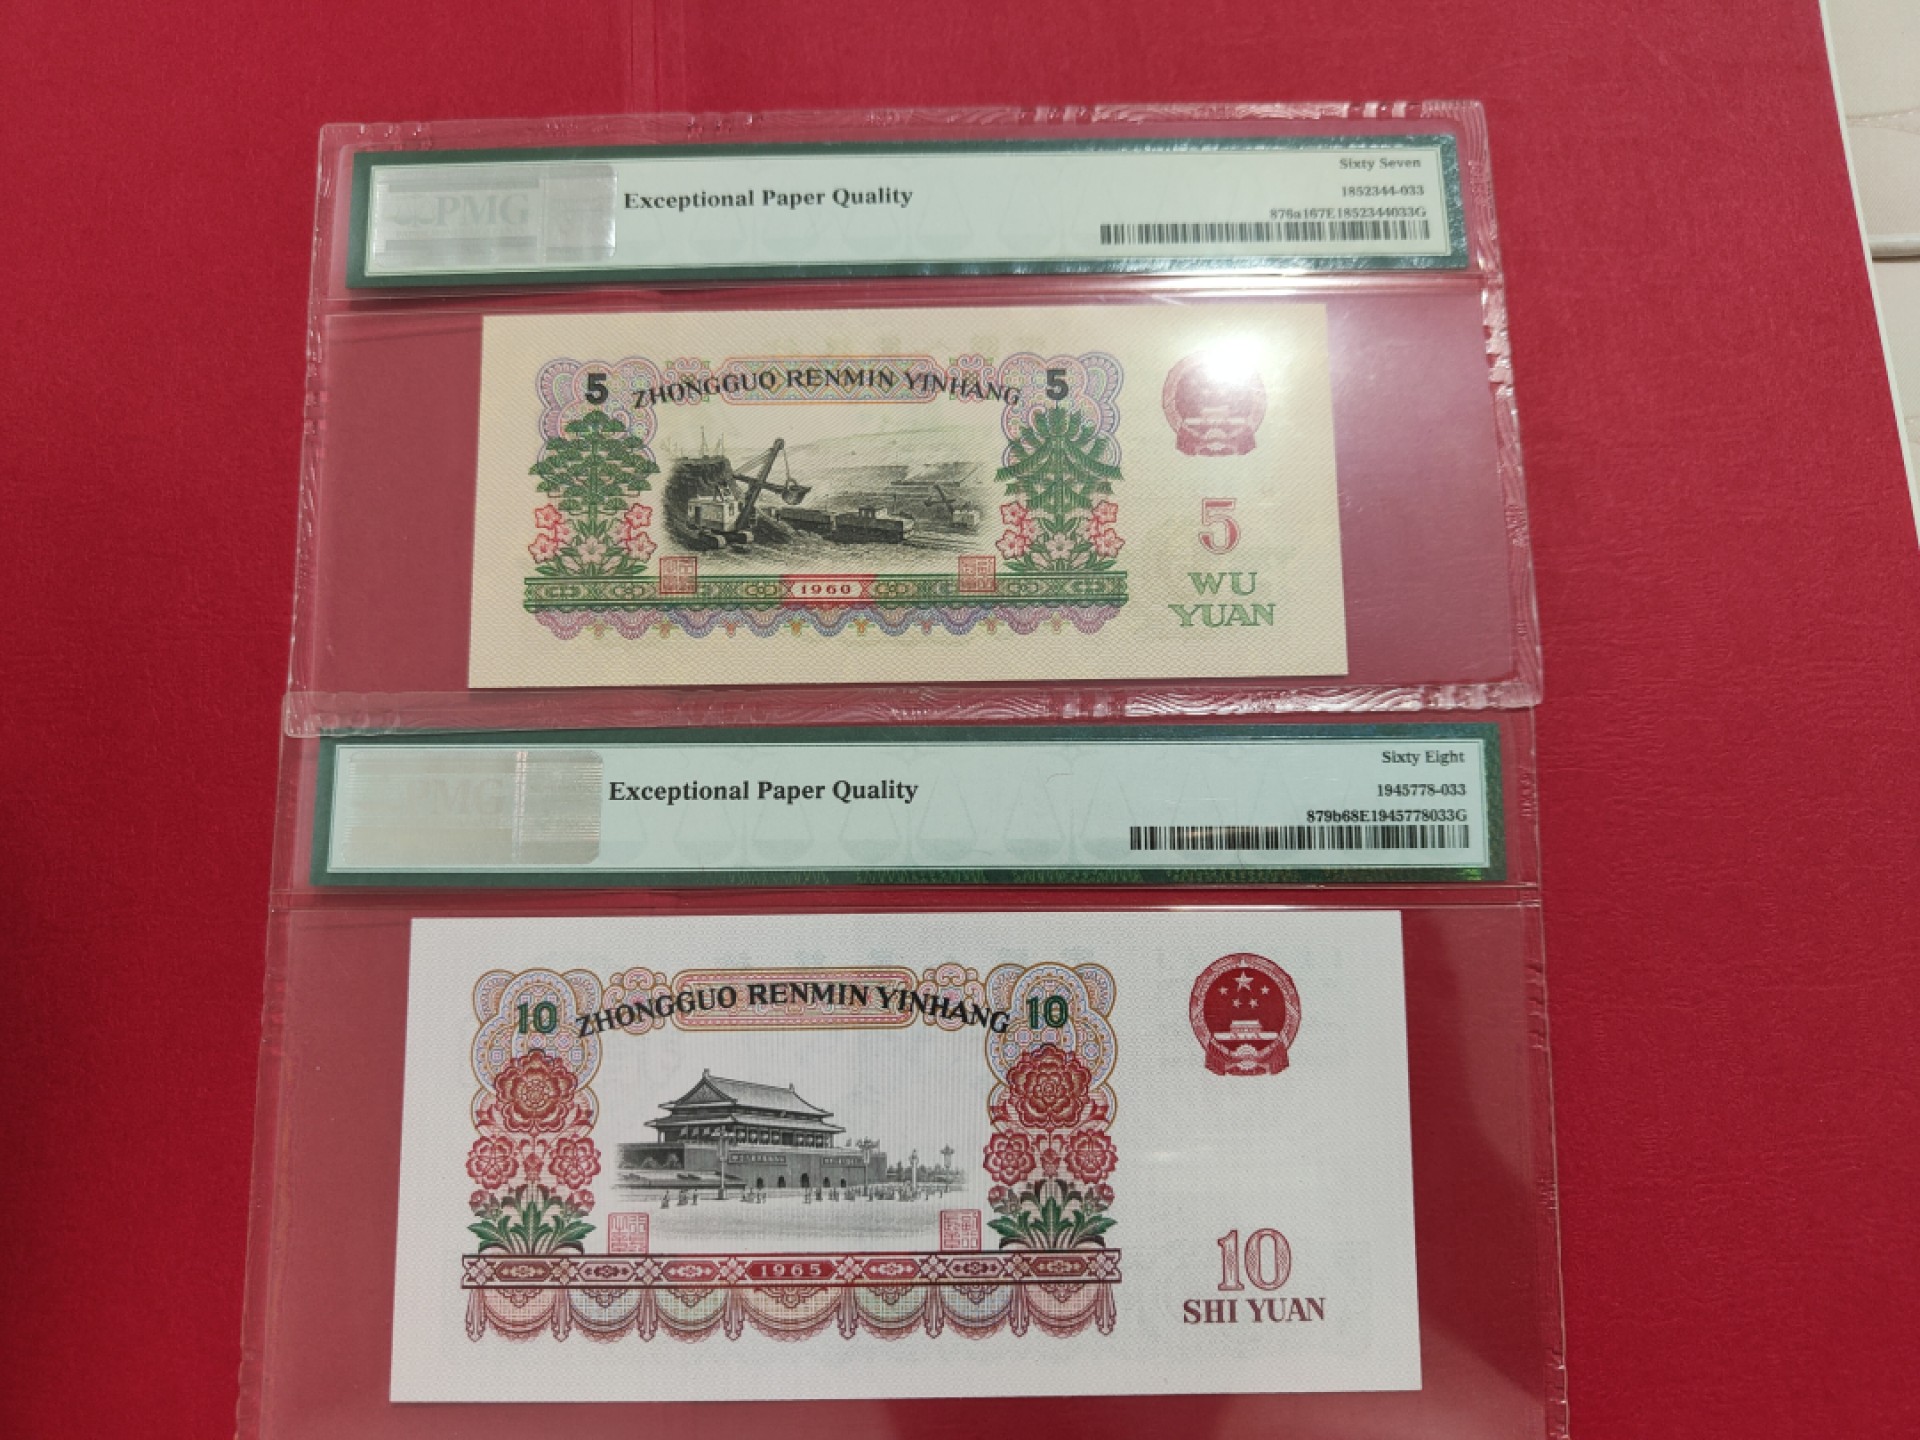 PMG
Exceptional Paper Quality
Sixty Seven
1852344-033
876a167E1852344033G
5
ZHONGGUO RENMIN YINHANG
5
5
WU
YUAN
1960
PMG
Exceptional Paper Quality
Sixty Eight
1945778-033
879b68E1945778033G
10
ZHONGGUO RENMIN YINHANG
10
1965
10
SHI YUAN